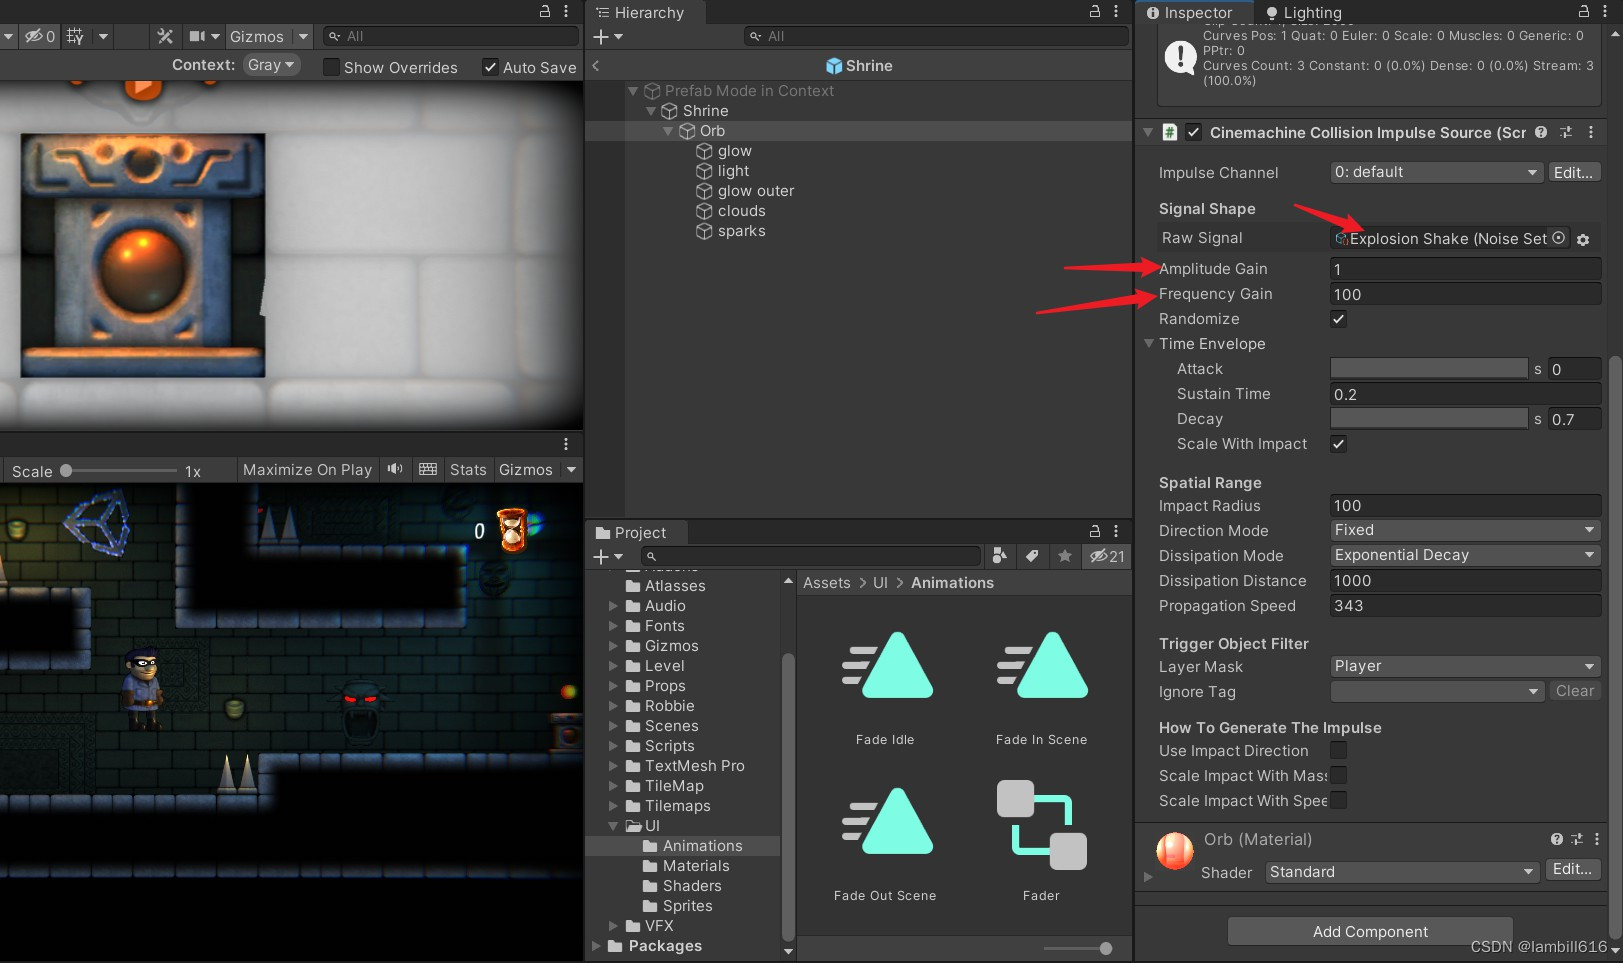 0
Gizmos
All
Context:
Gray
Show Overrides
Auto Save
Scale
1x
Maximize On Play
Stats
Gizmos
0
Hierarchy
All
Shrine
Prefab Mode in Context
Shrine
Orb
glow
light
glow outer
clouds
sparks
Project
21
Atlasses
Audio
Fonts
Gizmos
Level
Props
Robbie
Scenes
Scripts
TextMesh Pro
TileMap
Tilemaps
UI
Animations
Materials
Shaders
Sprites
VFX
Packages
Assets > UI > Animations
Fade Idle
Fade In Scene
Fade Out Scene
Fader
Inspector
Lighting
Curves Pos: 1 Quat: 0 Euler: 0 Scale: 0 Muscles: 0 Generic: 0
PPtr: 0
Curves Count: 3 Constant: 0 (0.0%) Dense: 0 (0.0%) Stream: 3
(100.0%)
Cinemachine Collision Impulse Source (Scr
Impulse Channel
0: default
Edit...
Signal Shape
Raw Signal
Explosion Shake (Noise Set
Amplitude Gain
1
Frequency Gain
100
Randomize
Time Envelope
Attack
s 0
Sustain Time
0.2
Decay
s 0.7
Scale With Impact
Spatial Range
Impact Radius
100
Direction Mode
Fixed
Dissipation Mode
Exponential Decay
Dissipation Distance
1000
Propagation Speed
343
Trigger Object Filter
Layer Mask
Player
Ignore Tag
Clear
How To Generate The Impulse
Use Impact Direction
Scale Impact With Mass
Scale Impact With Spee
Orb (Material)
Shader
Standard
Edit...
Add Component
CSDN @Iambill616